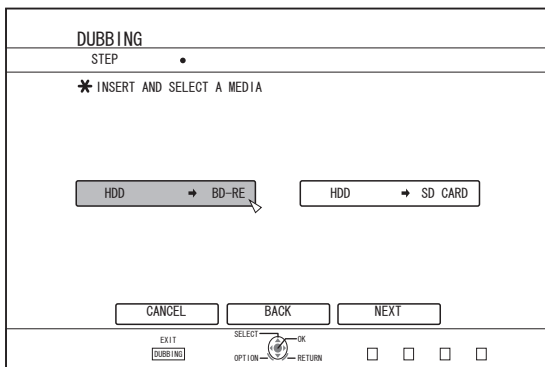 DUBBING
STEP ●
✱ INSERT AND SELECT A MEDIA
HDD ➡ BD-RE
HDD ➡ SD CARD
CANCEL BACK NEXT
EXIT
DUBBING
SELECT OK
OPTION RETURN